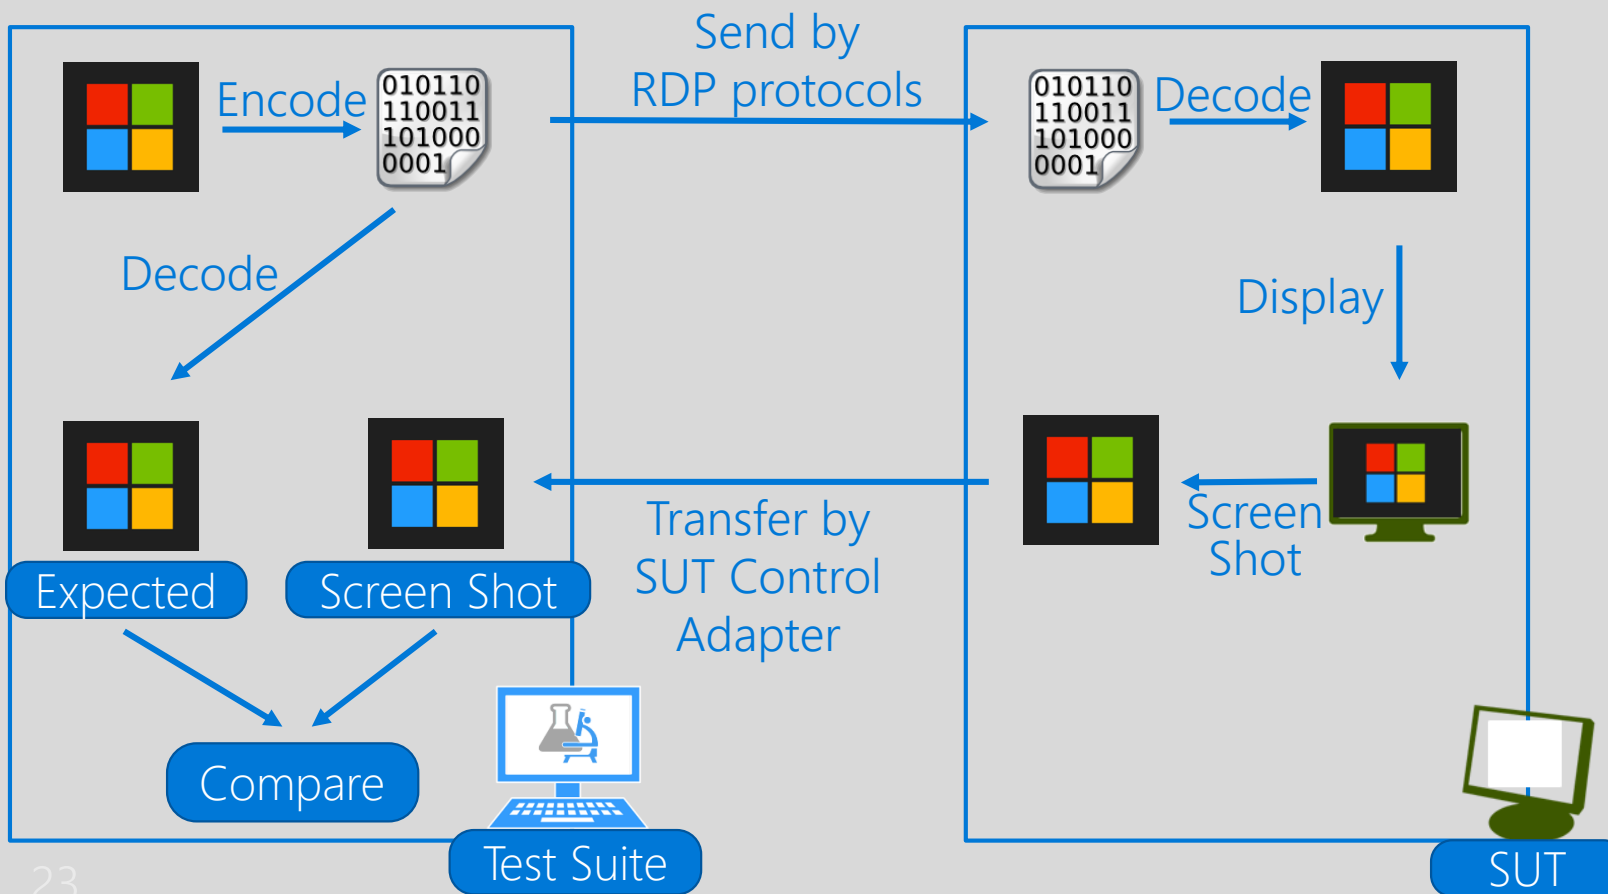 Send by
RDP protocols
Encode
010110
110011
101000
0001
010110
110011
101000
0001
Decode
Decode
Display
Transfer by
SUT Control
Adapter
Screen
Shot
Expected
Screen Shot
Compare
Test Suite
SUT
23